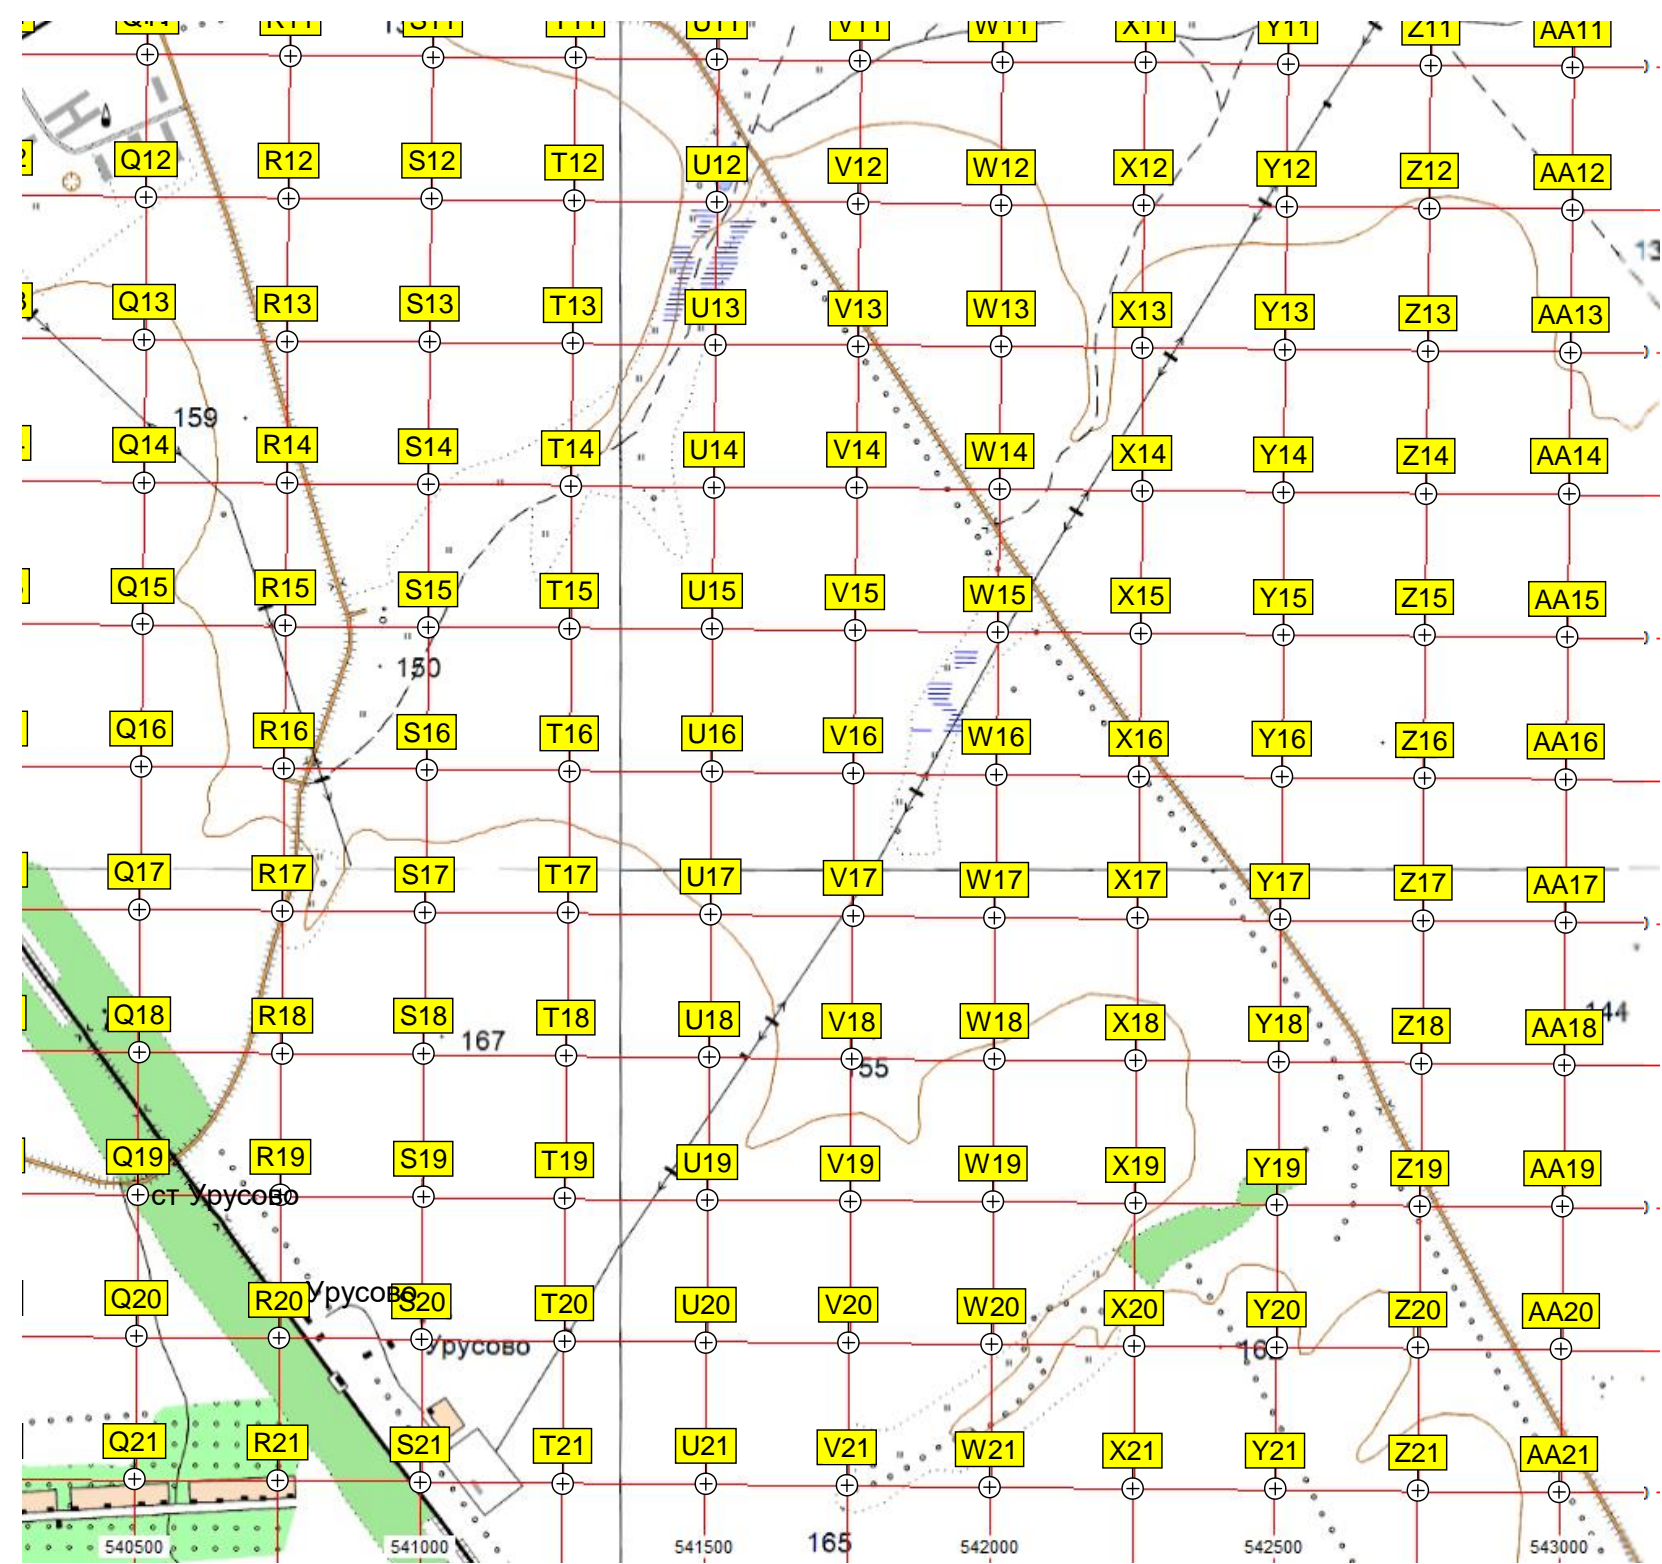 R11 S11 T11 U11 V11 W11 X11 Y11 Z11 AA11
Q12 R12 S12 T12 U12 V12 W12 X12 Y12 Z12 AA12
Q13 R13 S13 T13 U13 V13 W13 X13 Y13 Z13 AA13
159
Q14 R14 S14 T14 U14 V14 W14 X14 Y14 Z14 AA14
Q15 R15 S15 T15 U15 V15 W15 X15 Y15 Z15 AA15
150
Q16 R16 S16 T16 U16 V16 W16 X16 Y16 Z16 AA16
Q17 R17 S17 T17 U17 V17 W17 X17 Y17 Z17 AA17
Q18 R18 S18 T18 U18 V18 W18 X18 Y18 Z18 AA18 144
167
55
Q19 R19 S19 T19 U19 V19 W19 X19 Y19 Z19 AA19
ст Урусово
Урусово
Q20 R20 S20 T20 U20 V20 W20 X20 Y20 Z20 AA20
Урусово
Q21 R21 S21 T21 U21 V21 W21 X21 Y21 Z21 AA21
165
540500 541000 541500 542000 542500 543000